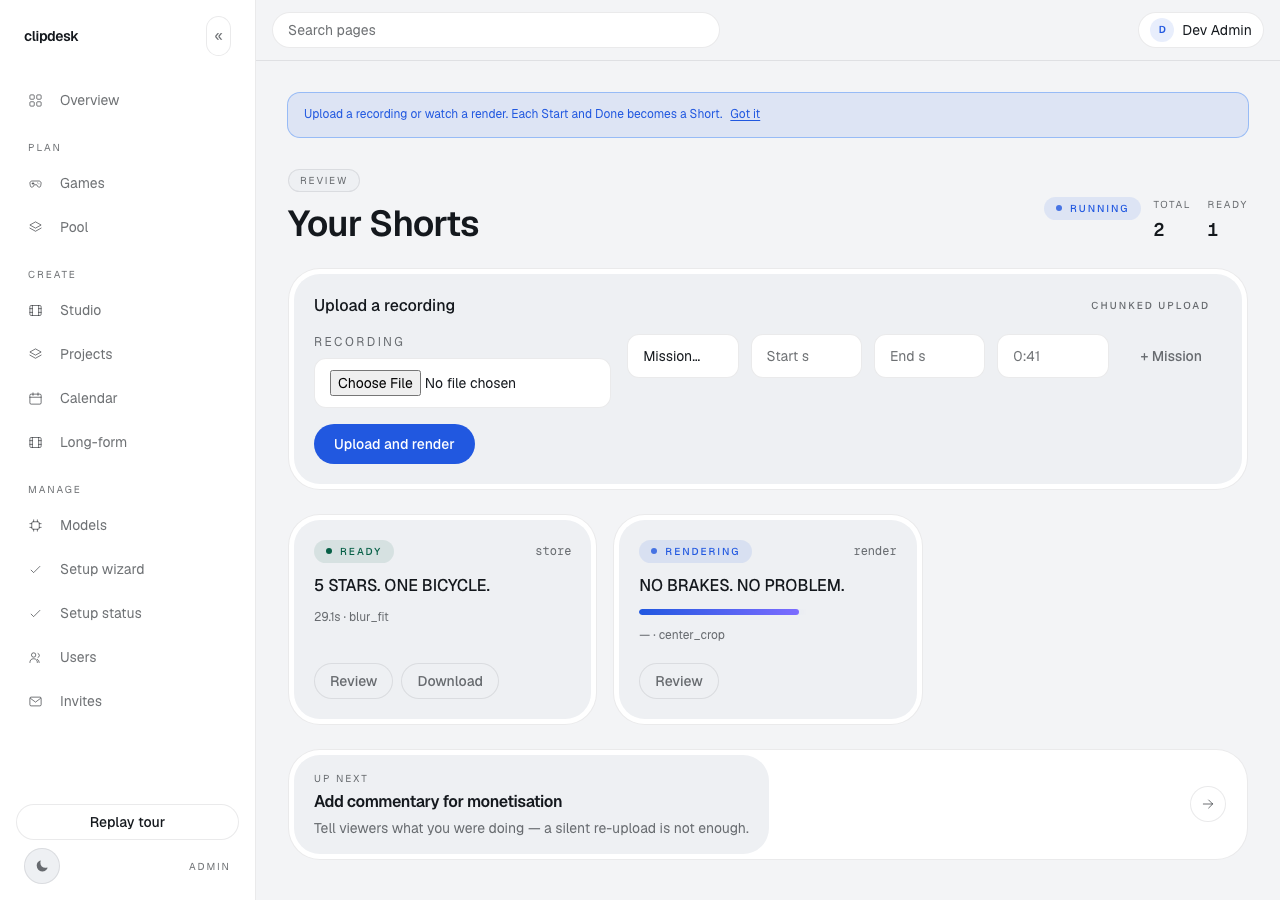 clipdesk
«
Search pages
D
Dev Admin
Overview
PLAN
Games
Pool
CREATE
Studio
Projects
Calendar
Long-form
MANAGE
Models
Setup wizard
Setup status
Users
Invites
Replay tour
ADMIN
Upload a recording or watch a render. Each Start and Done becomes a Short. Got it
REVIEW
Your Shorts
RUNNING
TOTAL
2
READY
1
Upload a recording
CHUNKED UPLOAD
RECORDING
Choose File No file chosen
Mission…
Start s
End s
0:41
+ Mission
Upload and render
READY
store
5 STARS. ONE BICYCLE.
29.1s · blur_fit
Review
Download
RENDERING
render
NO BRAKES. NO PROBLEM.
— · center_crop
Review
UP NEXT
Add commentary for monetisation
Tell viewers what you were doing — a silent re-upload is not enough.